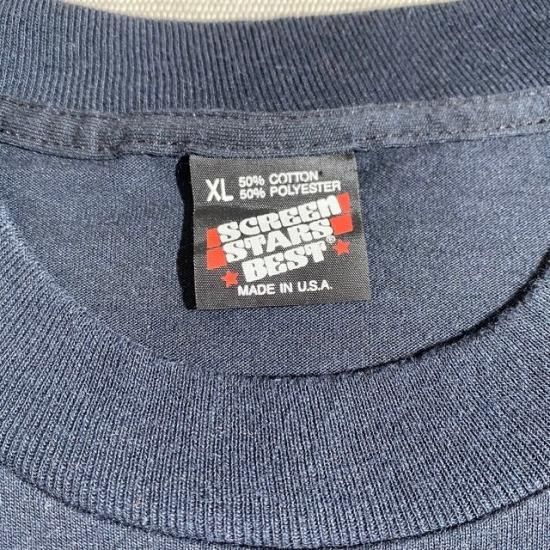 XL 50% COTTON
50% POLYESTER
SCREEN
STARS
BEST®
MADE IN U.S.A.